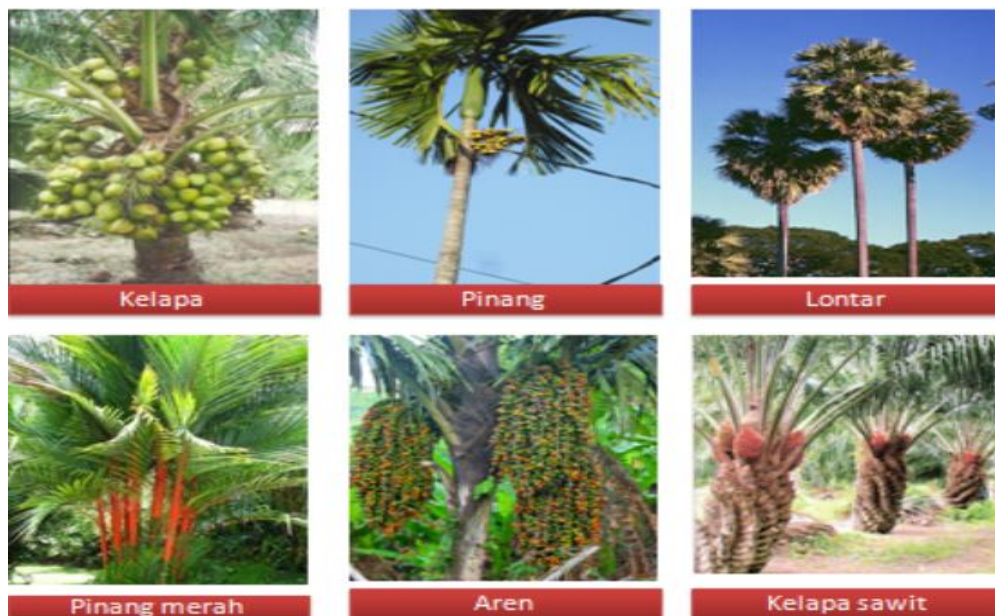 Kelapa
Pinang
Lontar
Pinang merah
Aren
Kelapa sawit